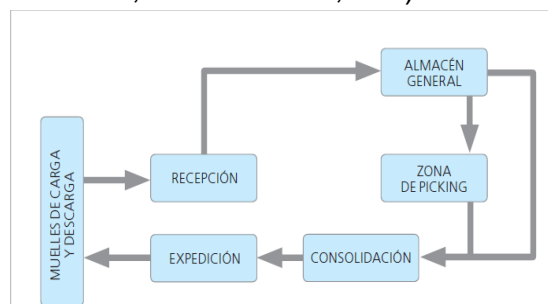 ALMACÉN
GENERAL
MUELLES DE CARGA
Y DESCARGA
RECEPCIÓN
ZONA
DE PICKING
EXPEDICIÓN
CONSOLIDACIÓN